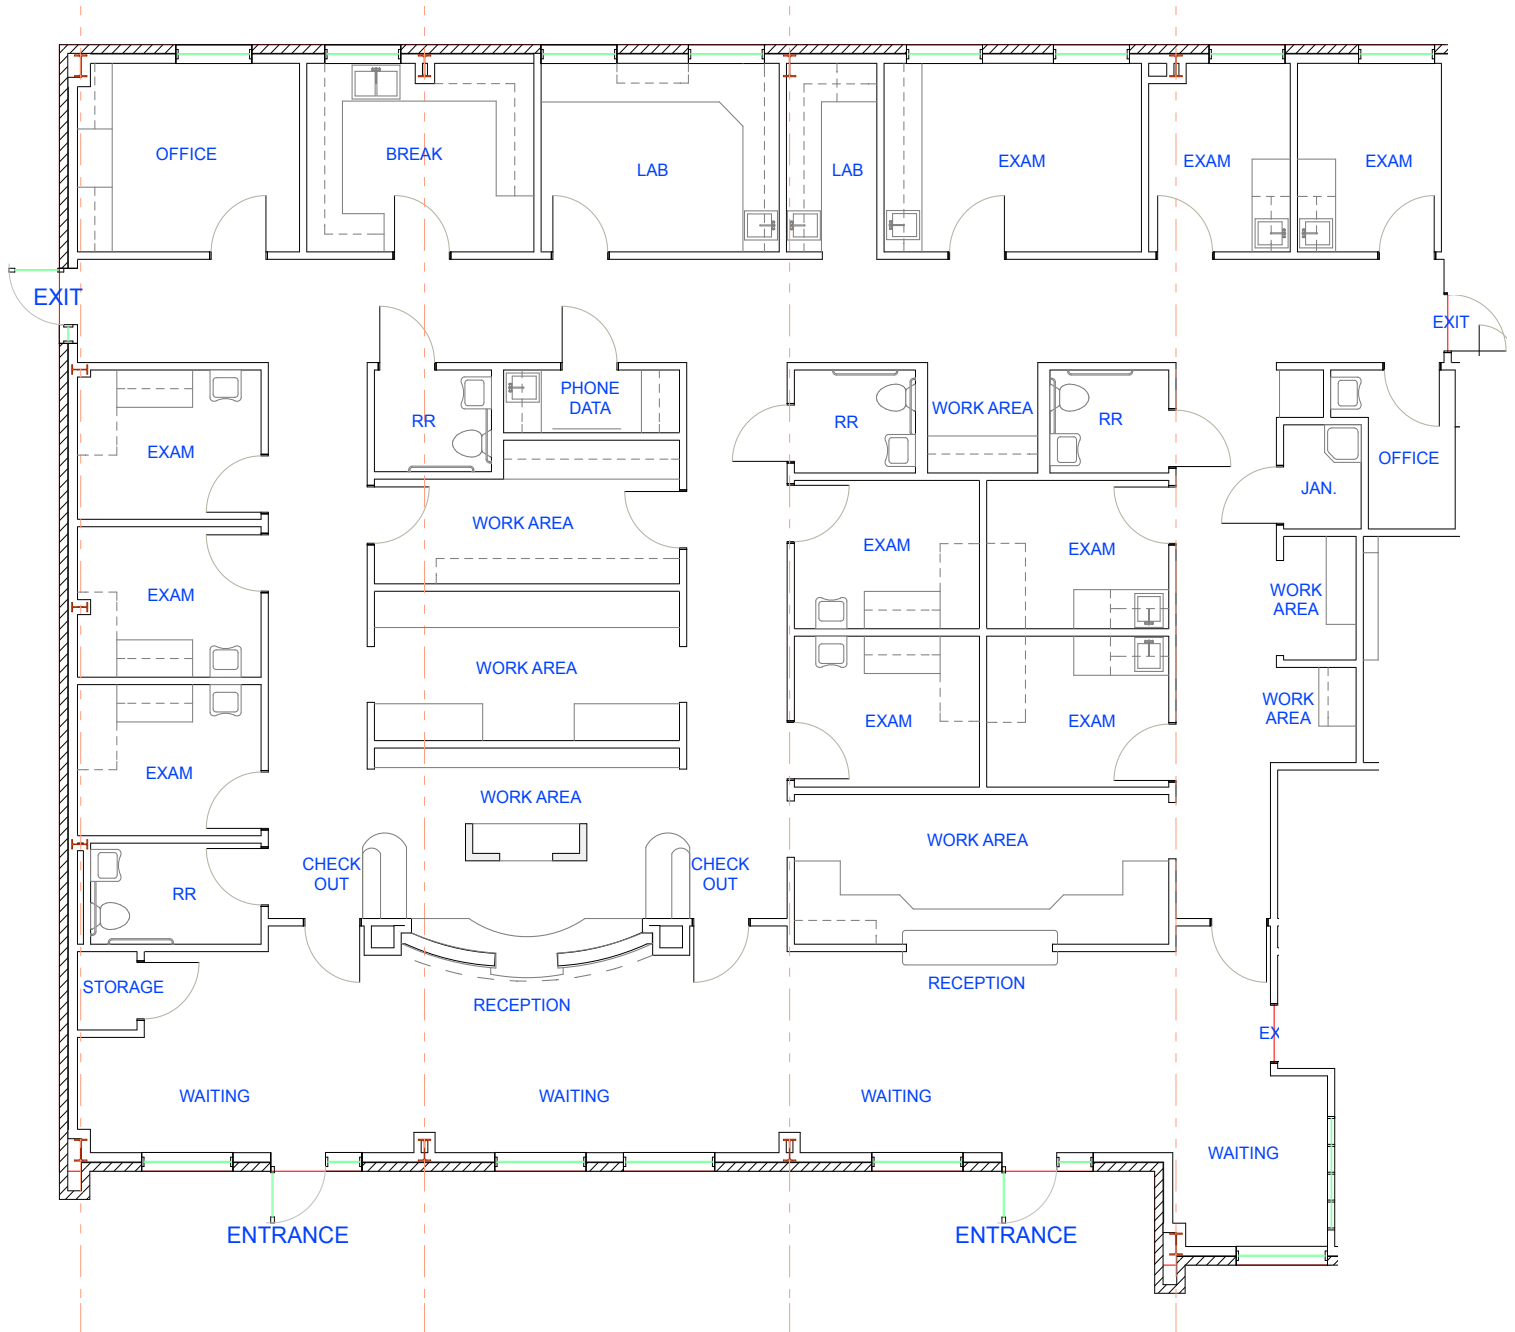 OFFICE
BREAK
LAB
LAB
EXAM
EXAM
EXAM
EXIT
EXIT
PHONE
DATA
RR
RR
WORK AREA
RR
EXAM
OFFICE
JAN.
WORK AREA
EXAM
EXAM
EXAM
WORK
AREA
WORK AREA
WORK
AREA
EXAM
EXAM
EXAM
WORK AREA
WORK AREA
CHECK
OUT
CHECK
OUT
RR
STORAGE
RECEPTION
RECEPTION
EX
WAITING
WAITING
WAITING
WAITING
ENTRANCE
ENTRANCE